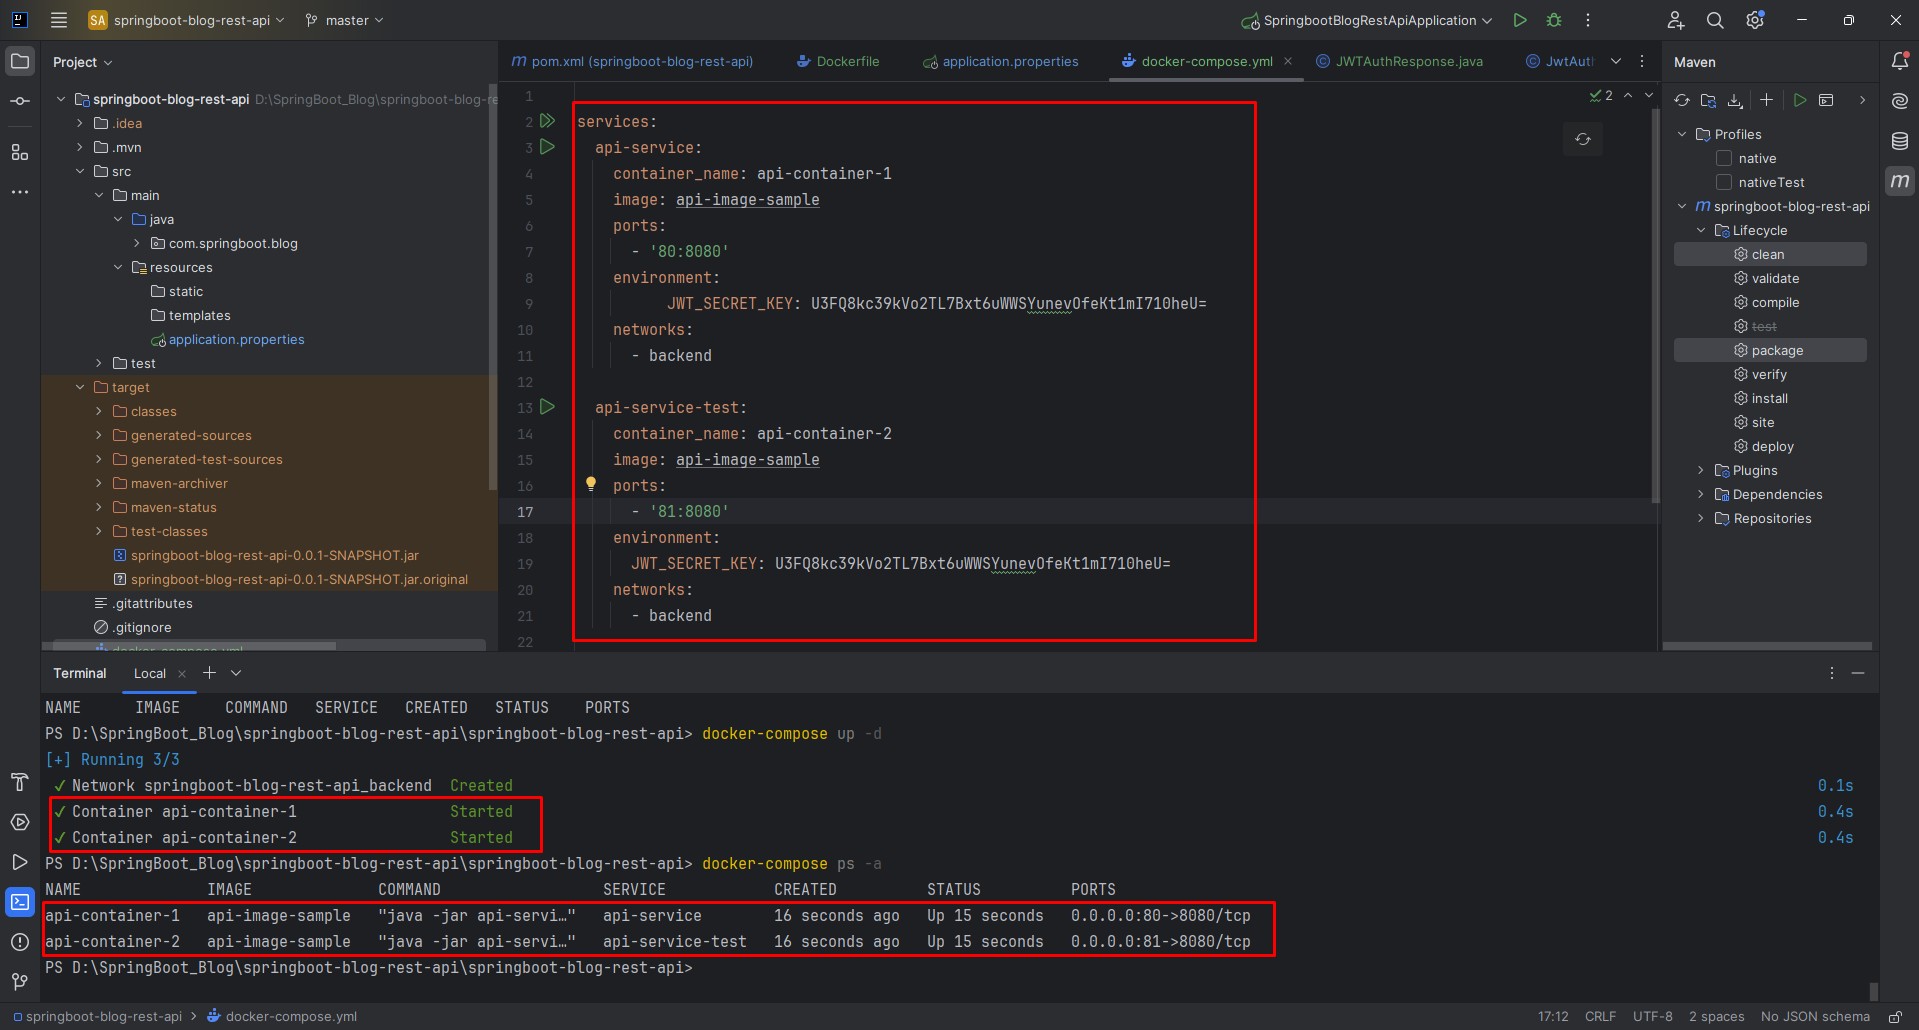 SA springboot-blog-rest-api master SpringbootBlogRestApiApplication
Project
springboot-blog-rest-api D:\SpringBoot_Blog\springboot-blog-re
.idea
.mvn
src
main
java
com.springboot.blog
resources
static
templates
application.properties
test
target
classes
generated-sources
generated-test-sources
maven-archiver
maven-status
test-classes
springboot-blog-rest-api-0.0.1-SNAPSHOT.jar
springboot-blog-rest-api-0.0.1-SNAPSHOT.jar.original
.gitattributes
.gitignore
docker-compose.yml
m pom.xml (springboot-blog-rest-api) Dockerfile application.properties docker-compose.yml JWTAuthResponse.java JwtAut
2
1
2 services:
3 api-service:
4 container_name: api-container-1
5 image: api-image-sample
6 ports:
7 - '80:8080'
8 environment:
9 JWT_SECRET_KEY: U3FQ8kc39kVo2TL7Bxt6uWWSYunevOfeKt1mI710heU=
10 networks:
11 - backend
12
13 api-service-test:
14 container_name: api-container-2
15 image: api-image-sample
16 ports:
17 - '81:8080'
18 environment:
19 JWT_SECRET_KEY: U3FQ8kc39kVo2TL7Bxt6uWWSYunevOfeKt1mI710heU=
20 networks:
21 - backend
22
Maven
Profiles
native
nativeTest
m springboot-blog-rest-api
Lifecycle
clean
validate
compile
test
package
verify
install
site
deploy
Plugins
Dependencies
Repositories
Terminal Local
NAME IMAGE COMMAND SERVICE CREATED STATUS PORTS
PS D:\SpringBoot_Blog\springboot-blog-rest-api\springboot-blog-rest-api> docker-compose up -d
[+] Running 3/3
✓ Network springboot-blog-rest-api_backend Created 0.1s
✓ Container api-container-1 Started 0.4s
✓ Container api-container-2 Started 0.4s
PS D:\SpringBoot_Blog\springboot-blog-rest-api\springboot-blog-rest-api> docker-compose ps -a
NAME IMAGE COMMAND SERVICE CREATED STATUS PORTS
api-container-1 api-image-sample "java -jar api-servi…" api-service 16 seconds ago Up 15 seconds 0.0.0.0:80->8080/tcp
api-container-2 api-image-sample "java -jar api-servi…" api-service-test 16 seconds ago Up 15 seconds 0.0.0.0:81->8080/tcp
PS D:\SpringBoot_Blog\springboot-blog-rest-api\springboot-blog-rest-api>
springboot-blog-rest-api > docker-compose.yml 17:12 CRLF UTF-8 2 spaces No JSON schema